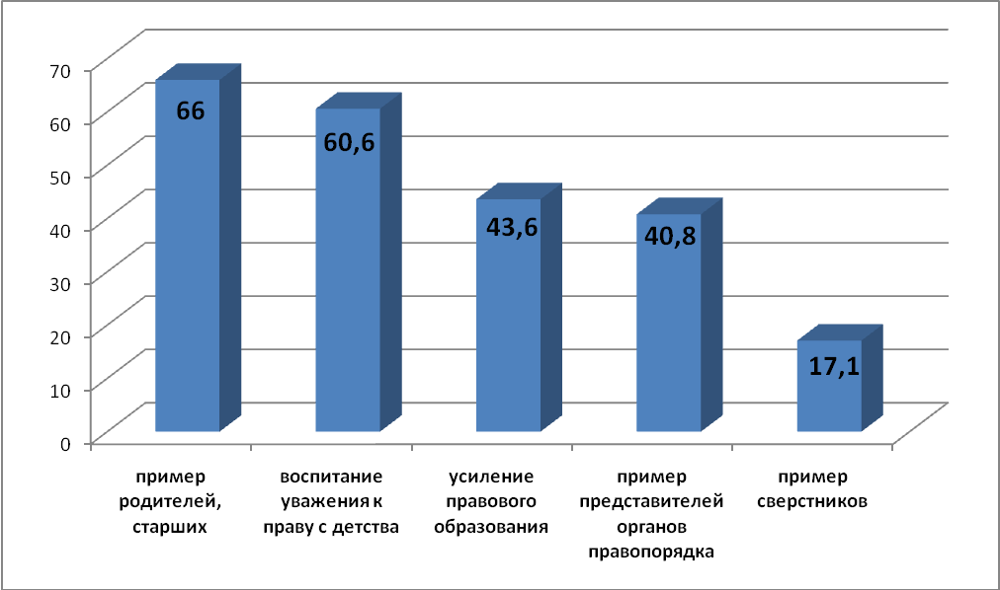 70
60
50
40
30
20
10
0
66
60,6
43,6
40,8
17,1
пример
родителей,
старших
воспитание
уважения к
праву с детства
усиление
правового
образования
пример
представителей
органов
правопорядка
пример
сверстников